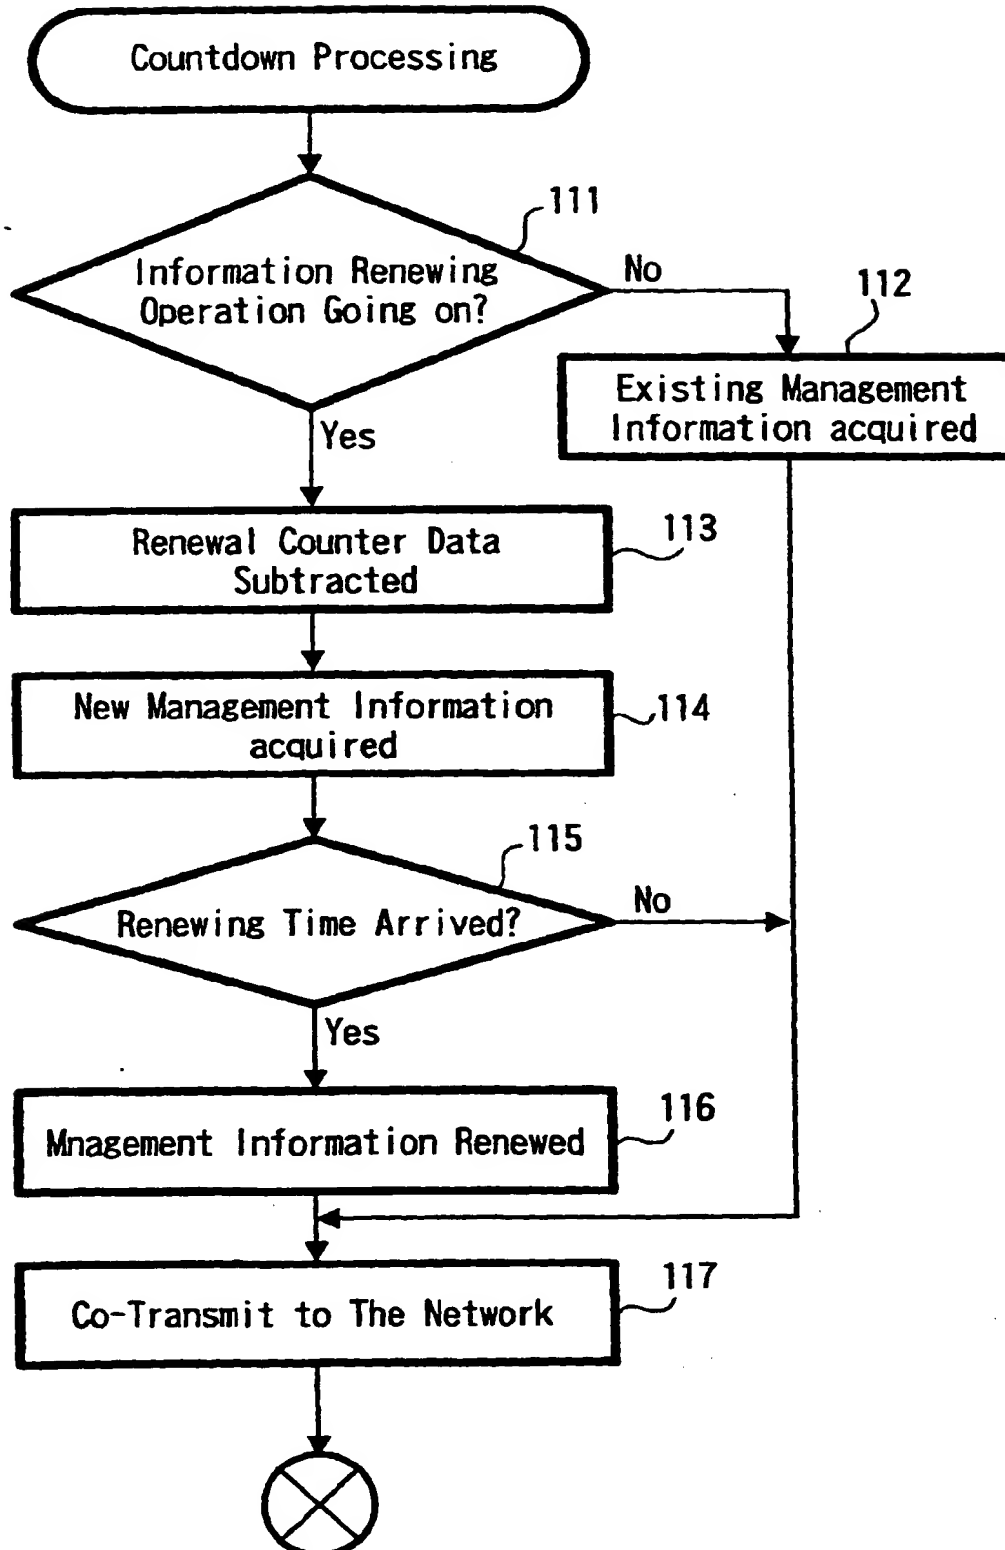 Countdown Processing
111
Information Renewing
Operation Going on?
No
112
Existing Management
Information acquired
Yes
Renewal Counter Data
Subtracted
113
New Management Information
acquired
114
115
Renewing Time Arrived?
No
Yes
116
Mnagement Information Renewed
117
Co-Transmit to The Network